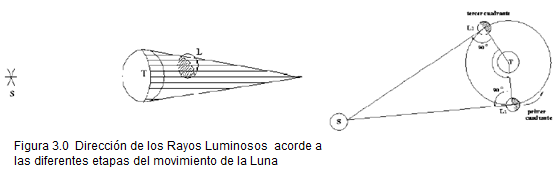 tercer cuadrante
L
L₃
90°
T
T
S
90°
S
L₁
primer
cuadrante
Figura 3.0 Dirección de los Rayos Luminosos acorde a
las diferentes etapas del movimiento de la Luna